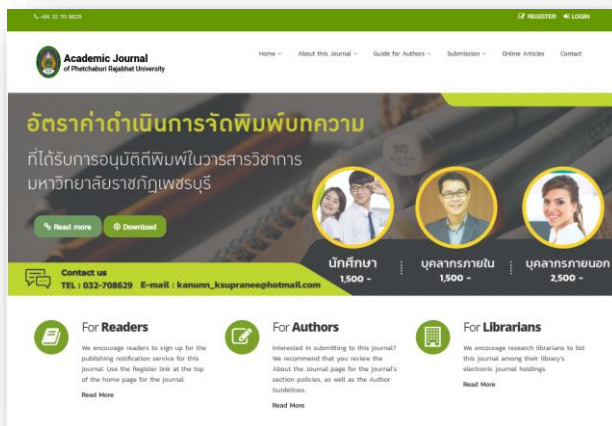 +66 32 70 8629
REGISTER LOGIN
Academic Journal
of Phetchaburi Rajabhat University
Home About this Journal Guide for Authors Submission Online Articles Contact
อัตราค่าดำเนินการจัดพิมพ์บทความ
ที่ได้รับการอนุมัติตีพิมพ์ในวารสารวิชาการ
มหาวิทยาลัยราชภัฏเพชรบุรี
Read more Download
นักศึกษา
1,500 -
บุคลากรภายใน
1,500 -
บุคลากรภายนอก
2,500 -
Contact us
TEL : 032-708629 E-mail : kanunn_ksupranee@hotmail.com
For Readers
We encourage readers to sign up for the
publishing notification service for this
journal. Use the Register link at the top
of the home page for the journal.
Read More
For Authors
Interested in submitting to this journal?
We recommend that you review the
About the Journal page for the journal's
section policies, as well as the Author
Guidelines.
Read More
For Librarians
We encourage research librarians to list
this journal among their library's
electronic journal holdings.
Read More